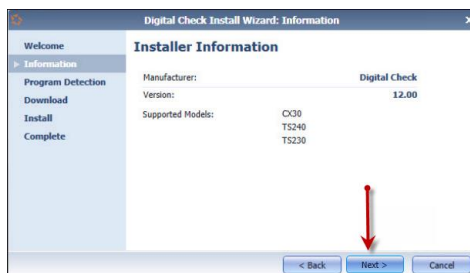 Digital Check Install Wizard: Information
Welcome
Information
Program Detection
Download
Install
Complete
Installer Information
Manufacturer: Digital Check
Version: 12.00
Supported Models: CX30
TS240
TS230
< Back Next > Cancel